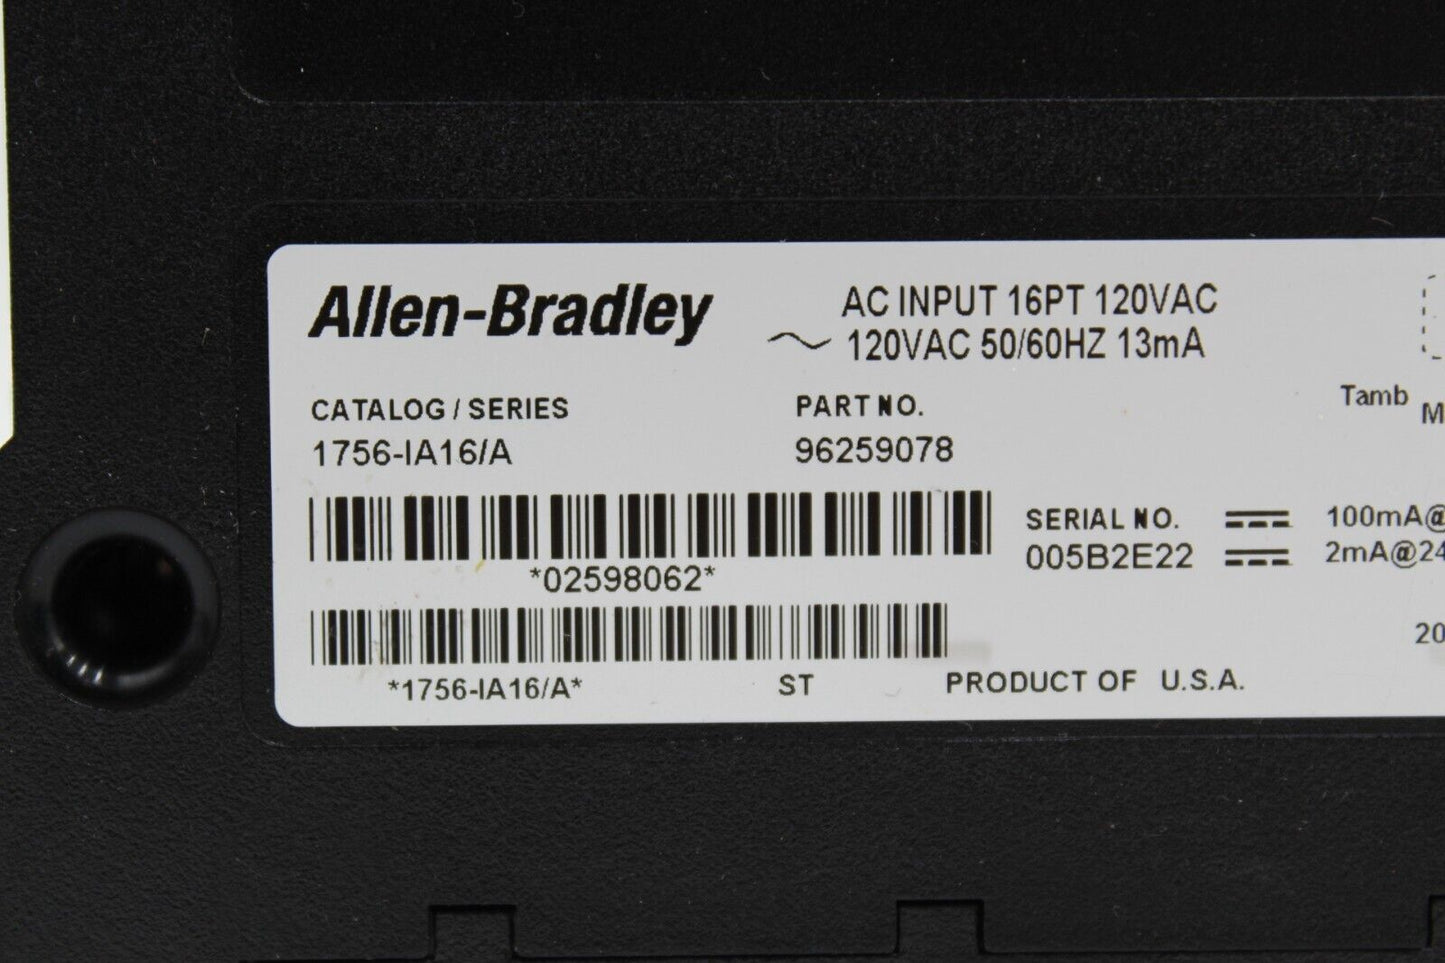 Allen-Bradley
AC INPUT 16PT 120VAC
120VAC 50/60HZ 13mA
CATALOG / SERIES
1756-IA16/A
PART NO.
96259078
Tamb
M
SERIAL NO.
005B2E22
100mA@
2mA@24
*02598062*
20
*1756-IA16/A*
ST
PRODUCT OF U.S.A.